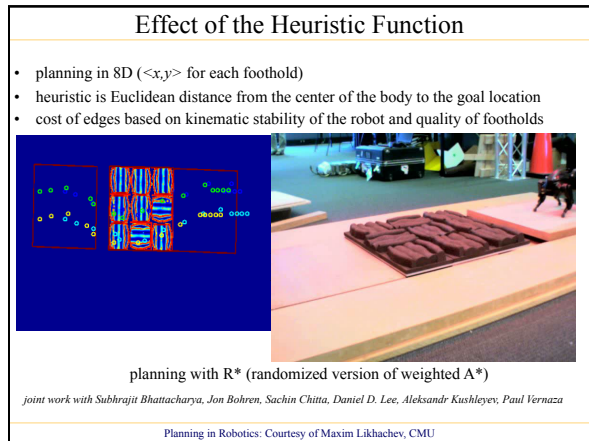 Effect of the Heuristic Function
• planning in 8D (<x,y> for each foothold)
• heuristic is Euclidean distance from the center of the body to the goal location
• cost of edges based on kinematic stability of the robot and quality of footholds
planning with R* (randomized version of weighted A*)
joint work with Subhrajit Bhattacharya, Jon Bohren, Sachin Chitta, Daniel D. Lee, Aleksandr Kushleyev, Paul Vernaza
Planning in Robotics: Courtesy of Maxim Likhachev, CMU